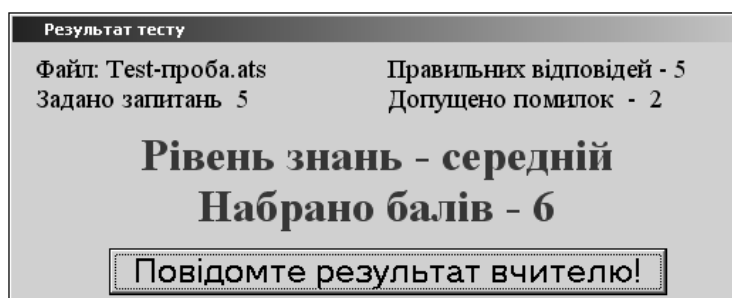 Результат тесту
Файл: Test-проба.ats
Правильних відповідей - 5
Задано запитань 5
Допущено помилок - 2
Рівень знань - середній
Набрано балів - 6
Повідомте результат вчителю!